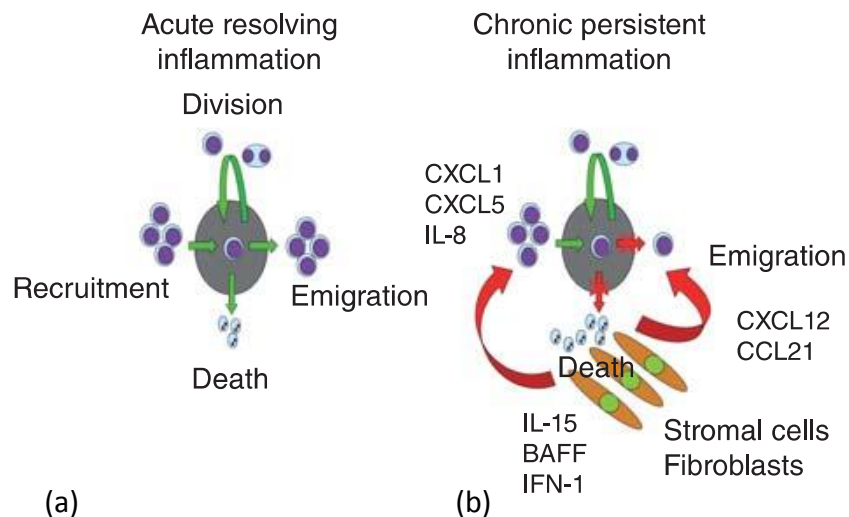 Acute resolving
inflammation
Division
Recruitment
Emigration
Death
(a)
Chronic persistent
inflammation
CXCL1
CXCL5
IL-8
Emigration
CXCL12
CCL21
Death
IL-15
BAFF
IFN-1
Stromal cells
Fibroblasts
(b)